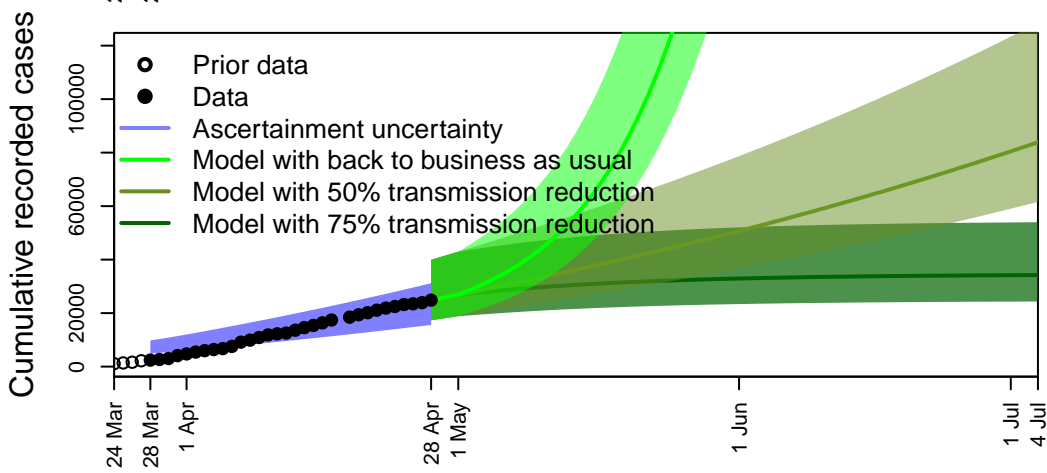 Cumulative recorded cases
100000
60000
20000
0
Prior data
Data
Ascertainment uncertainty
Model with back to business as usual
Model with 50% transmission reduction
Model with 75% transmission reduction
24 Mar
28 Mar
1 Apr
28 Apr
1 May
1 Jun
1 Jul
4 Jul